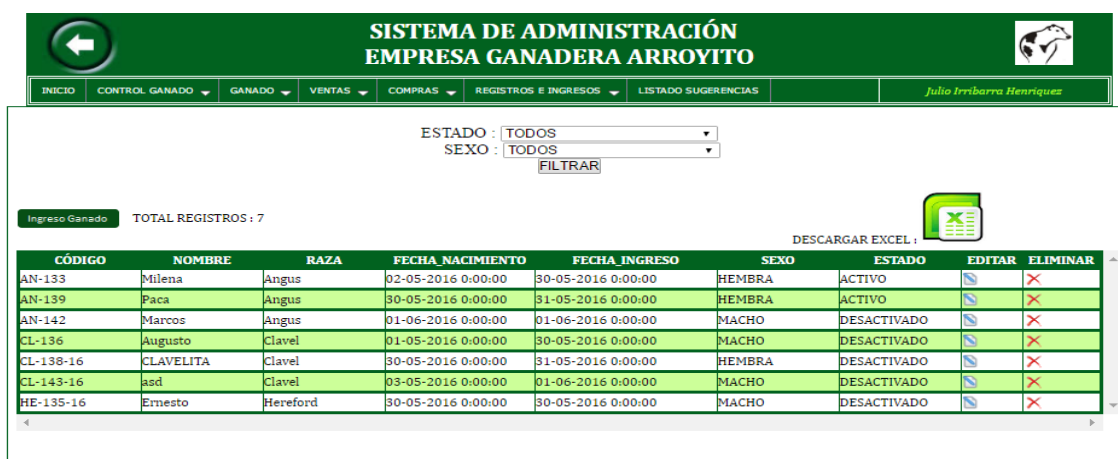 SISTEMA DE ADMINISTRACIÓN
EMPRESA GANADERA ARROYITO
INICIO CONTROL GANADO GANADO VENTAS COMPRAS REGISTROS E INGRESOS LISTADO SUGERENCIAS Julio Irribarra Henriquez
ESTADO : TODOS
SEXO : TODOS
FILTRAR
Ingreso Ganado TOTAL REGISTROS : 7
DESCARGAR EXCEL :
CÓDIGO NOMBRE RAZA FECHA_NACIMIENTO FECHA_INGRESO SEXO ESTADO EDITAR ELIMINAR
AN-133 Milena Angus 02-05-2016 0:00:00 30-05-2016 0:00:00 HEMBRA ACTIVO
AN-139 Paca Angus 30-05-2016 0:00:00 31-05-2016 0:00:00 HEMBRA ACTIVO
AN-142 Marcos Angus 01-06-2016 0:00:00 01-06-2016 0:00:00 MACHO DESACTIVADO
CL-136 Augusto Clavel 01-05-2016 0:00:00 30-05-2016 0:00:00 MACHO DESACTIVADO
CL-138-16 CLAVELITA Clavel 30-05-2016 0:00:00 31-05-2016 0:00:00 HEMBRA DESACTIVADO
CL-143-16 asd Clavel 03-05-2016 0:00:00 01-06-2016 0:00:00 MACHO DESACTIVADO
HE-135-16 Ernesto Hereford 30-05-2016 0:00:00 30-05-2016 0:00:00 MACHO DESACTIVADO